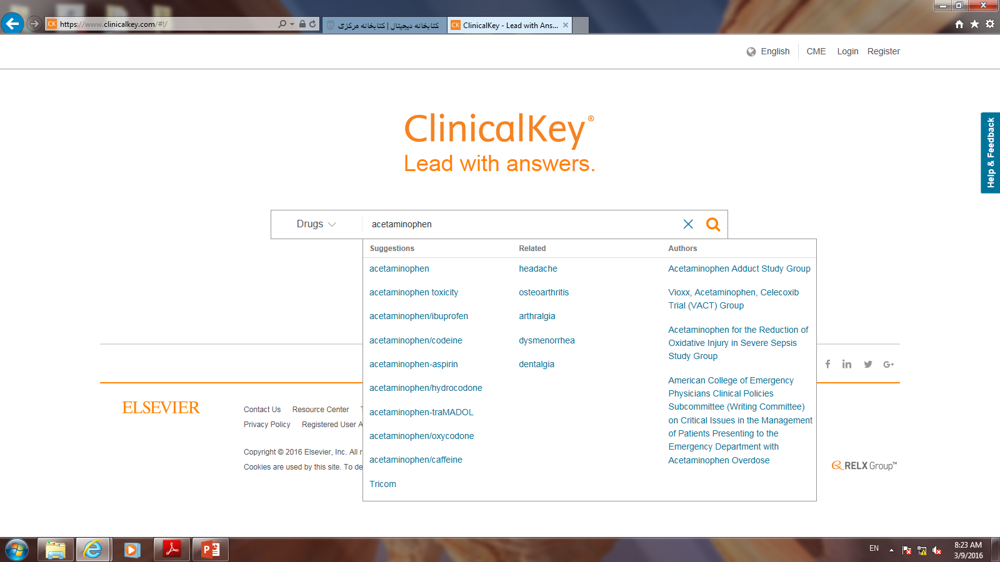 https://www.clinicalkey.com/#!/
کتابخانه دیجیتال | کتابخانه مرکزی
CK ClinicalKey - Lead with Ans...
English
CME
Login
Register
ClinicalKey®
Lead with answers.
Help & Feedback
Drugs
acetaminophen
Suggestions
acetaminophen
acetaminophen toxicity
acetaminophen/ibuprofen
acetaminophen/codeine
acetaminophen-aspirin
acetaminophen/hydrocodone
acetaminophen-traMADOL
acetaminophen/oxycodone
acetaminophen/caffeine
Tricom
Related
headache
osteoarthritis
arthralgia
dysmenorrhea
dentalgia
Authors
Acetaminophen Adduct Study Group
Vioxx, Acetaminophen, Celecoxib
Trial (VACT) Group
Acetaminophen for the Reduction of
Oxidative Injury in Severe Sepsis
Study Group
American College of Emergency
Physicians Clinical Policies
Subcommittee (Writing Committee)
on Critical Issues in the Management
of Patients Presenting to the
Emergency Department with
Acetaminophen Overdose
ELSEVIER
Contact Us
Resource Center
Privacy Policy
Registered User A
Copyright © 2016 Elsevier, Inc. All r
Cookies are used by this site. To de
RELX Group™
EN
8:23 AM
3/9/2016